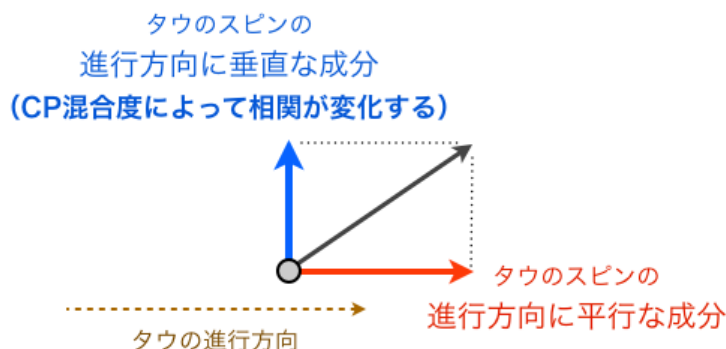 タウのスピンの
進行方向に垂直な成分
（CP混合度によって相関が変化する）
タウのスピンの
進行方向に平行な成分
タウの進行方向